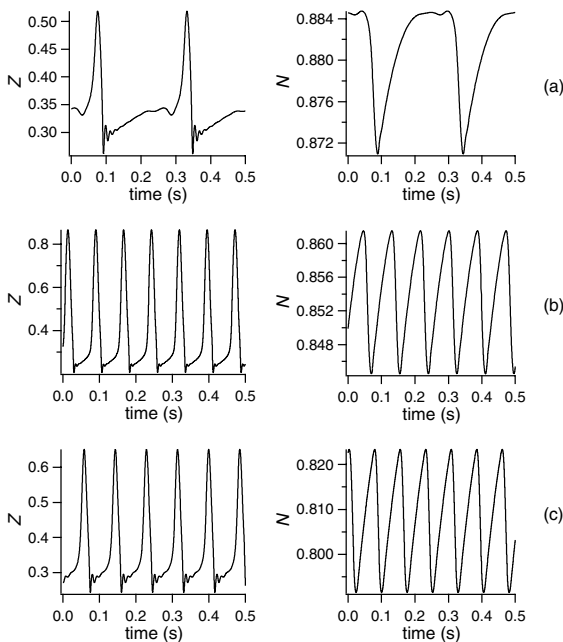 0.50
0.45
0.40
0.35
0.30
Z
0.0 0.1 0.2 0.3 0.4 0.5
time (s)
0.884
0.880
0.876
0.872
N
0.0 0.1 0.2 0.3 0.4 0.5
time (s)
(a)
0.8
0.6
0.4
Z
0.0 0.1 0.2 0.3 0.4 0.5
time (s)
0.860
0.856
0.852
0.848
N
0.0 0.1 0.2 0.3 0.4 0.5
time (s)
(b)
0.6
0.5
0.4
0.3
Z
0.0 0.1 0.2 0.3 0.4 0.5
time (s)
0.820
0.810
0.800
N
0.0 0.1 0.2 0.3 0.4 0.5
time (s)
(c)